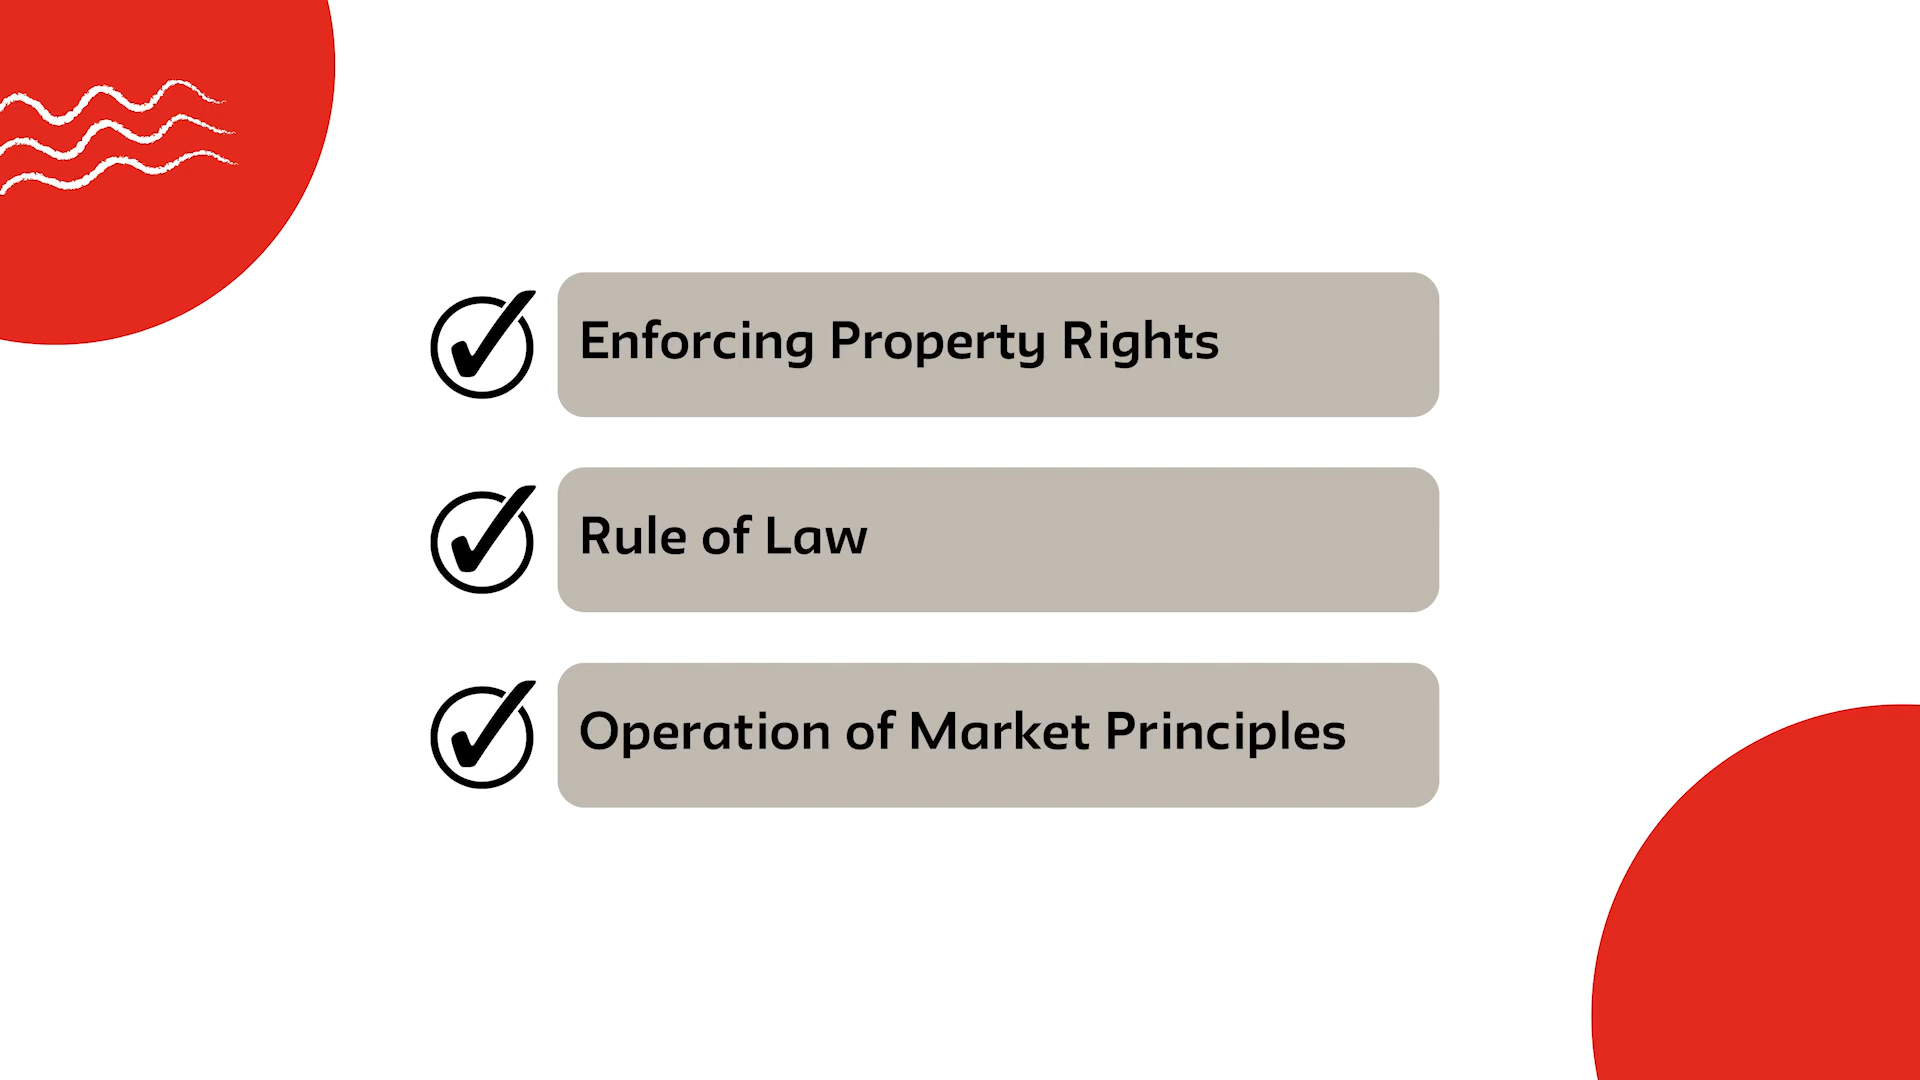 Enforcing Property Rights
Rule of Law
Operation of Market Principles